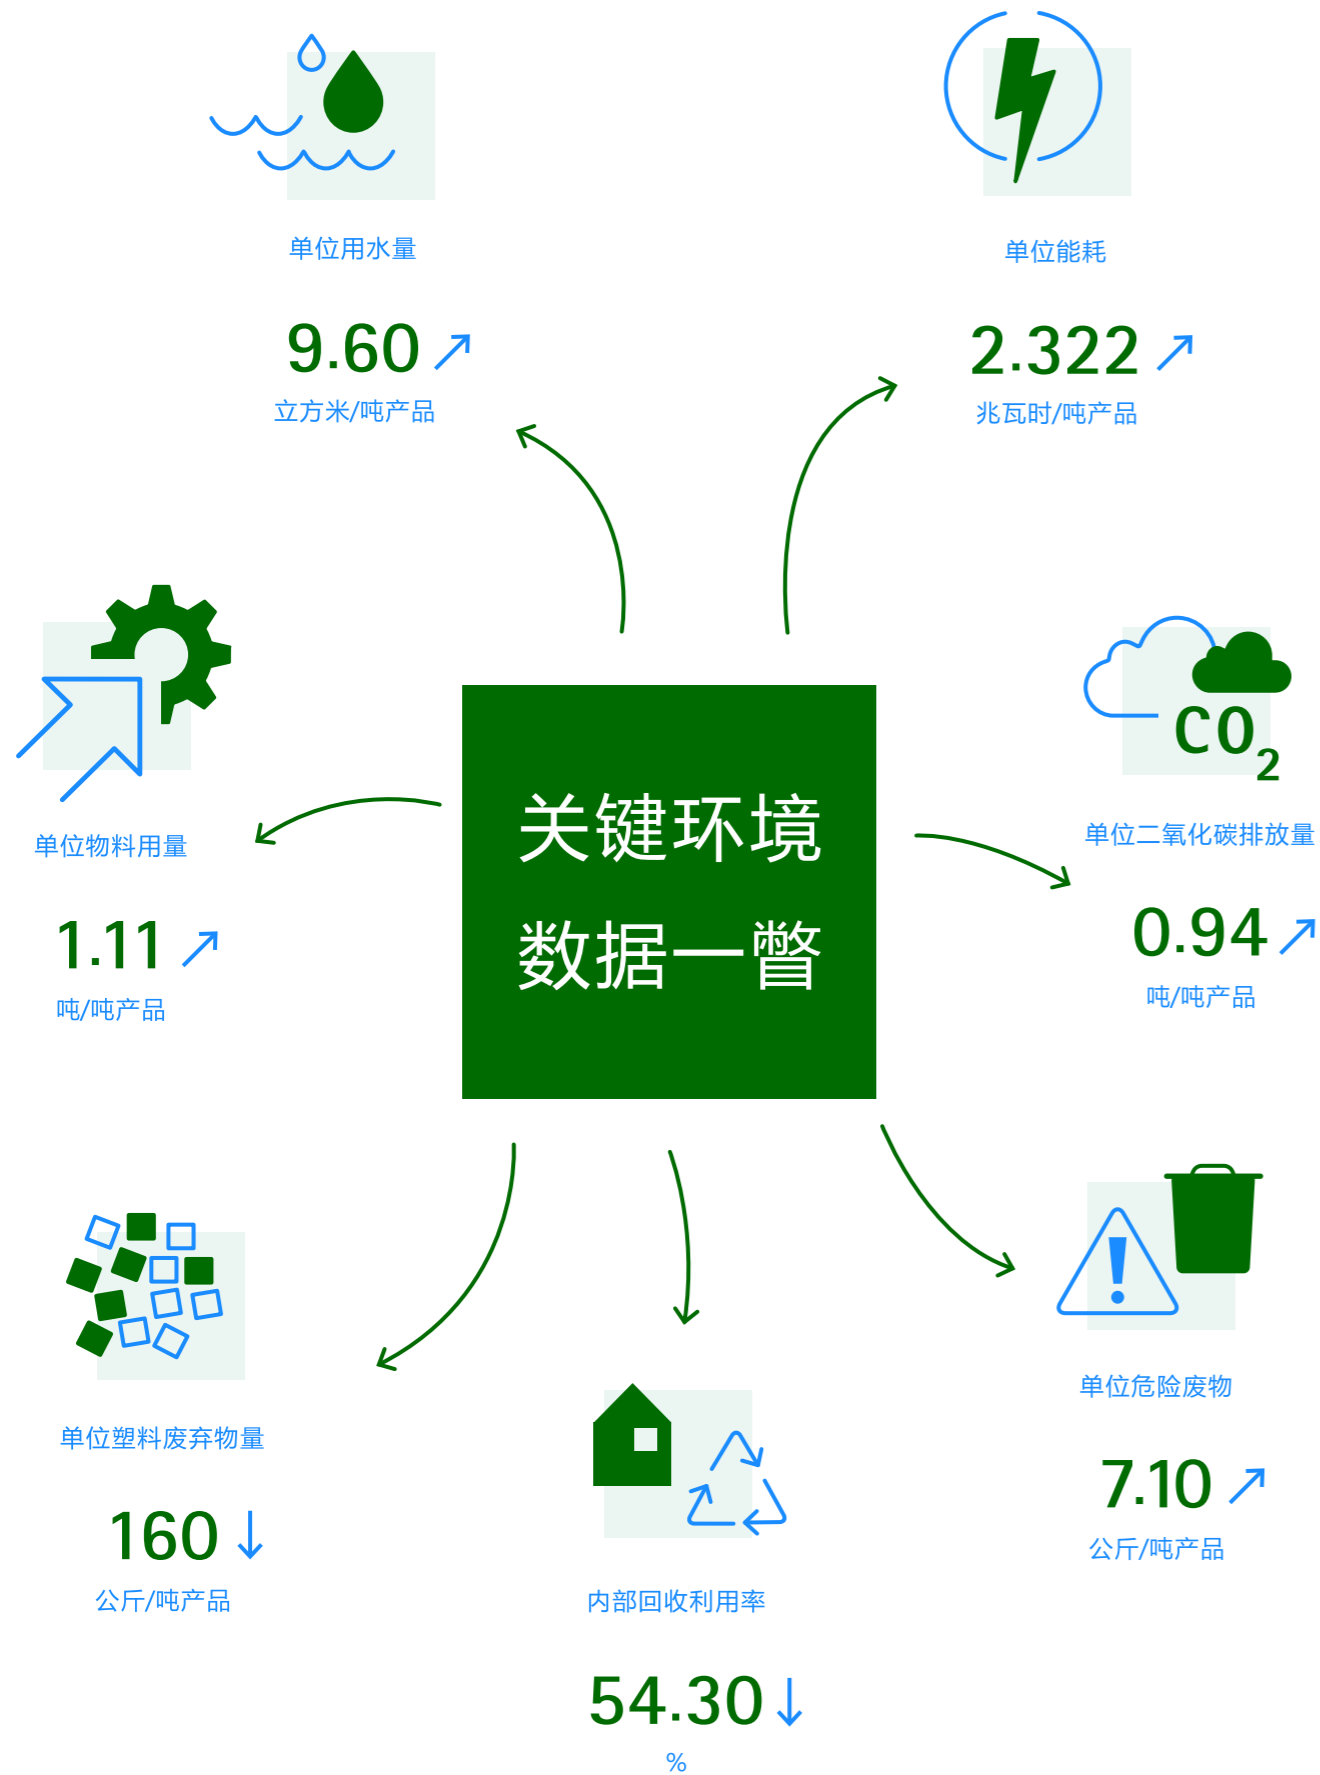 单位用水量
9.60
立方米/吨产品
单位能耗
2.322
兆瓦时/吨产品
单位物料用量
1.11
吨/吨产品
关键环境
数据一瞥
CO₂
单位二氧化碳排放量
0.94
吨/吨产品
单位塑料废弃物量
160
公斤/吨产品
内部回收利用率
54.30
%
单位危险废物
7.10
公斤/吨产品